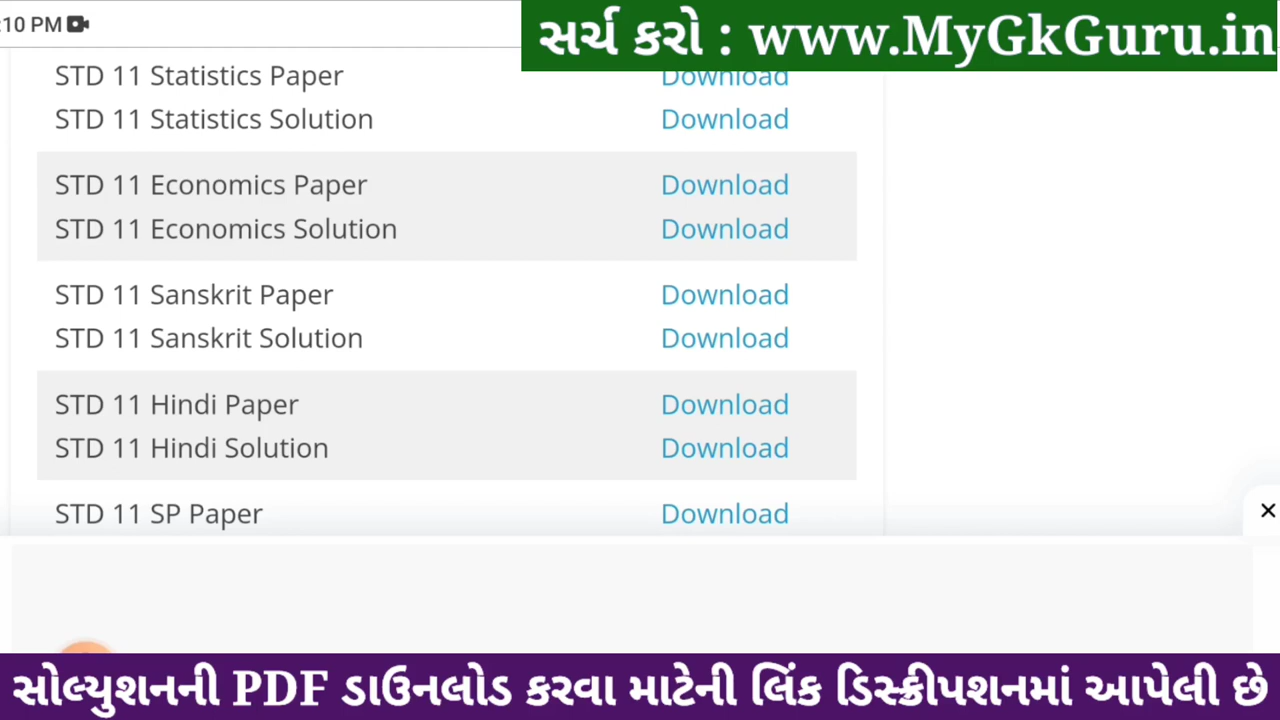 :10 PM
સર્ચ કરો : www.MyGkGuru.in
STD 11 Statistics Paper Download
STD 11 Statistics Solution Download
STD 11 Economics Paper Download
STD 11 Economics Solution Download
STD 11 Sanskrit Paper Download
STD 11 Sanskrit Solution Download
STD 11 Hindi Paper Download
STD 11 Hindi Solution Download
STD 11 SP Paper Download
સોલ્યુશનની PDF ડાઉનલોડ કરવા માટેની લિંક ડિસ્ક્રીપશનમાં આપેલી છે